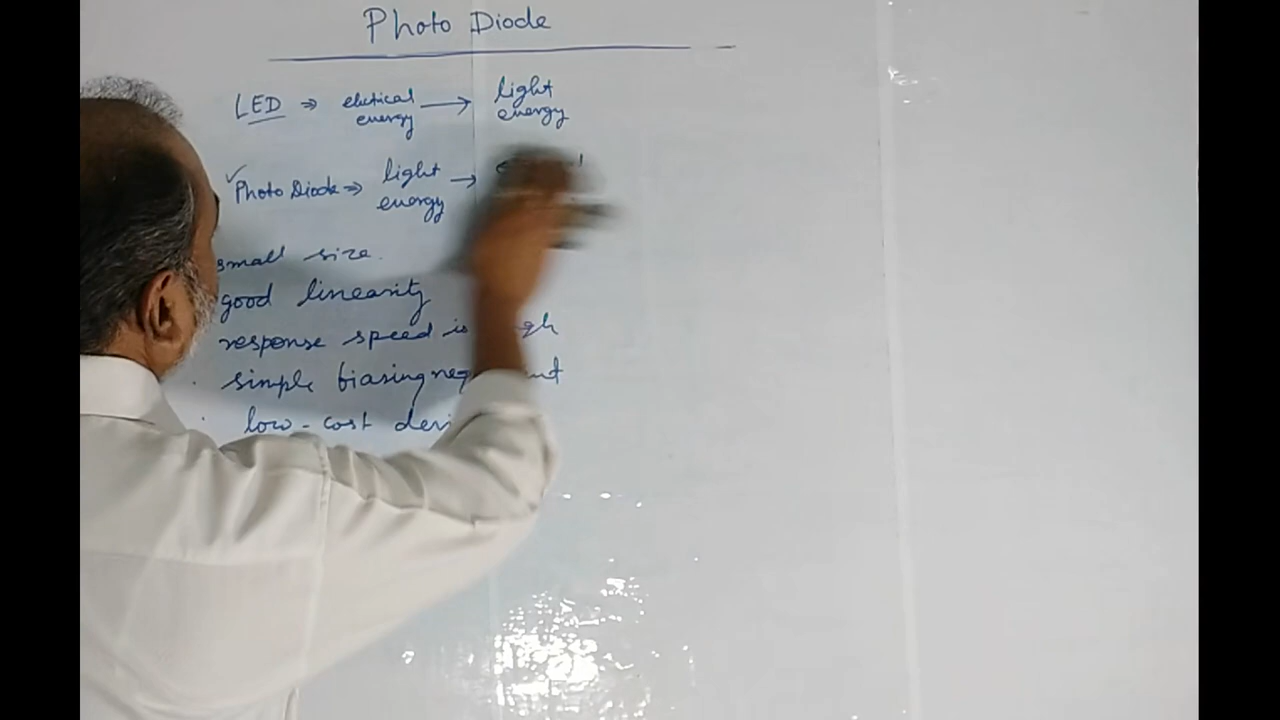 Photo Diode
LED ⇒ eletical energy → light energy
✓Photo Diode ⇒ light energy →
small size.
good linearity
response speed is
simple biasing
low-cost